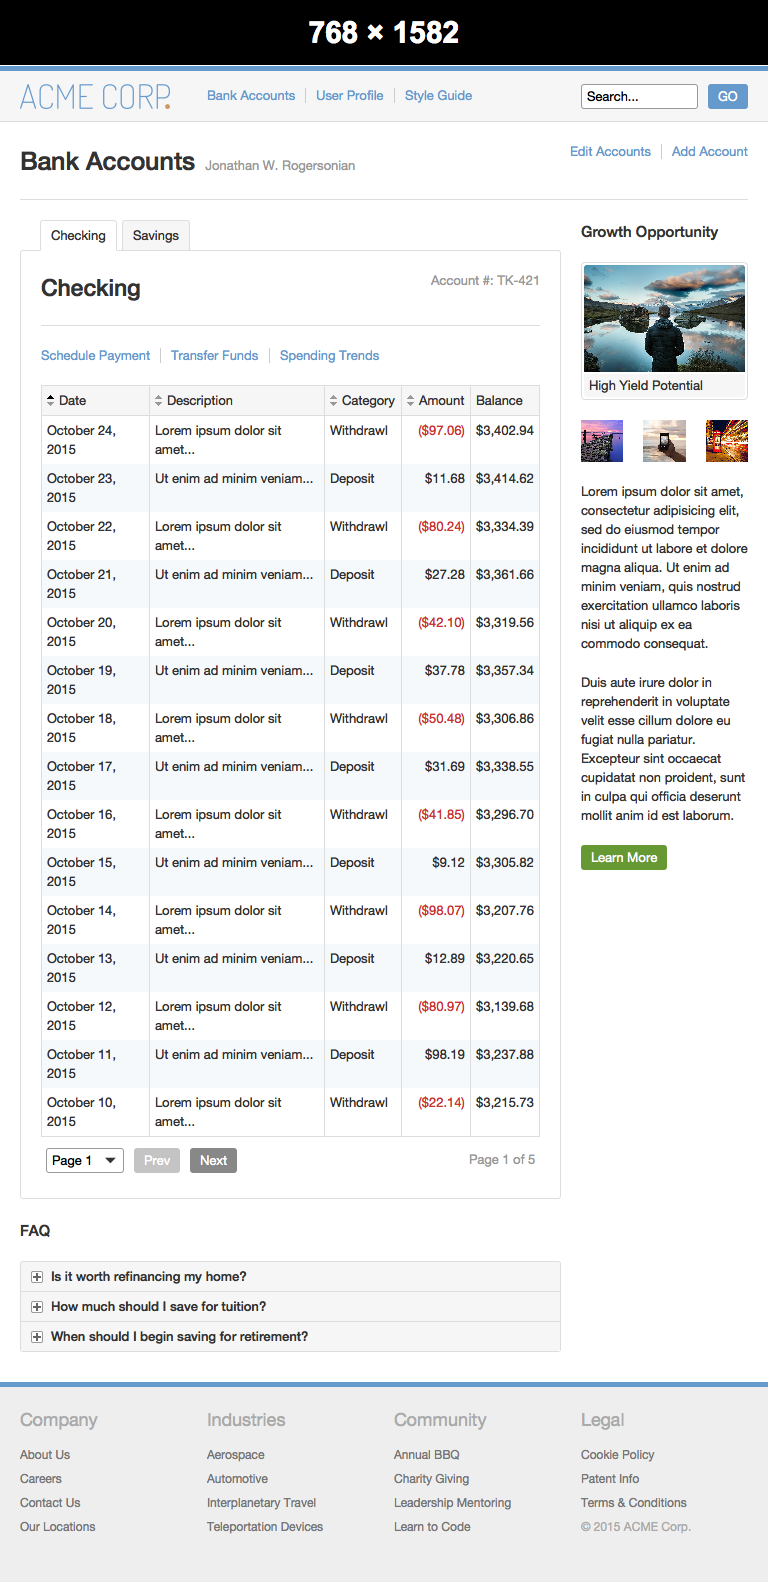 768 × 1582
ACME CORP.
Bank Accounts
User Profile
Style Guide
Search...
GO
Bank Accounts Jonathan W. Rogersonian
Edit Accounts
Add Account
Checking
Savings
Checking
Account #: TK-421
Schedule Payment
Transfer Funds
Spending Trends
Date Description Category Amount Balance
October 24, Lorem ipsum dolor sit Withdrawl ($97.06) $3,402.94
2015 amet...
October 23, Ut enim ad minim veniam... Deposit $11.68 $3,414.62
2015
October 22, Lorem ipsum dolor sit Withdrawl ($80.24) $3,334.39
2015 amet...
October 21, Ut enim ad minim veniam... Deposit $27.28 $3,361.66
2015
October 20, Lorem ipsum dolor sit Withdrawl ($42.10) $3,319.56
2015 amet...
October 19, Ut enim ad minim veniam... Deposit $37.78 $3,357.34
2015
October 18, Lorem ipsum dolor sit Withdrawl ($50.48) $3,306.86
2015 amet...
October 17, Ut enim ad minim veniam... Deposit $31.69 $3,338.55
2015
October 16, Lorem ipsum dolor sit Withdrawl ($41.85) $3,296.70
2015 amet...
October 15, Ut enim ad minim veniam... Deposit $9.12 $3,305.82
2015
October 14, Lorem ipsum dolor sit Withdrawl ($98.07) $3,207.76
2015 amet...
October 13, Ut enim ad minim veniam... Deposit $12.89 $3,220.65
2015
October 12, Lorem ipsum dolor sit Withdrawl ($80.97) $3,139.68
2015 amet...
October 11, Ut enim ad minim veniam... Deposit $98.19 $3,237.88
2015
October 10, Lorem ipsum dolor sit Withdrawl ($22.14) $3,215.73
2015 amet...
Page 1
Prev
Next
Page 1 of 5
Growth Opportunity
High Yield Potential
Lorem ipsum dolor sit amet,
consectetur adipisicing elit,
sed do eiusmod tempor
incididunt ut labore et dolore
magna aliqua. Ut enim ad
minim veniam, quis nostrud
exercitation ullamco laboris
nisi ut aliquip ex ea
commodo consequat.
Duis aute irure dolor in
reprehenderit in voluptate
velit esse cillum dolore eu
fugiat nulla pariatur.
Excepteur sint occaecat
cupidatat non proident, sunt
in culpa qui officia deserunt
mollit anim id est laborum.
Learn More
FAQ
Is it worth refinancing my home?
How much should I save for tuition?
When should I begin saving for retirement?
Company
About Us
Careers
Contact Us
Our Locations
Industries
Aerospace
Automotive
Interplanetary Travel
Teleportation Devices
Community
Annual BBQ
Charity Giving
Leadership Mentoring
Learn to Code
Legal
Cookie Policy
Patent Info
Terms & Conditions
© 2015 ACME Corp.